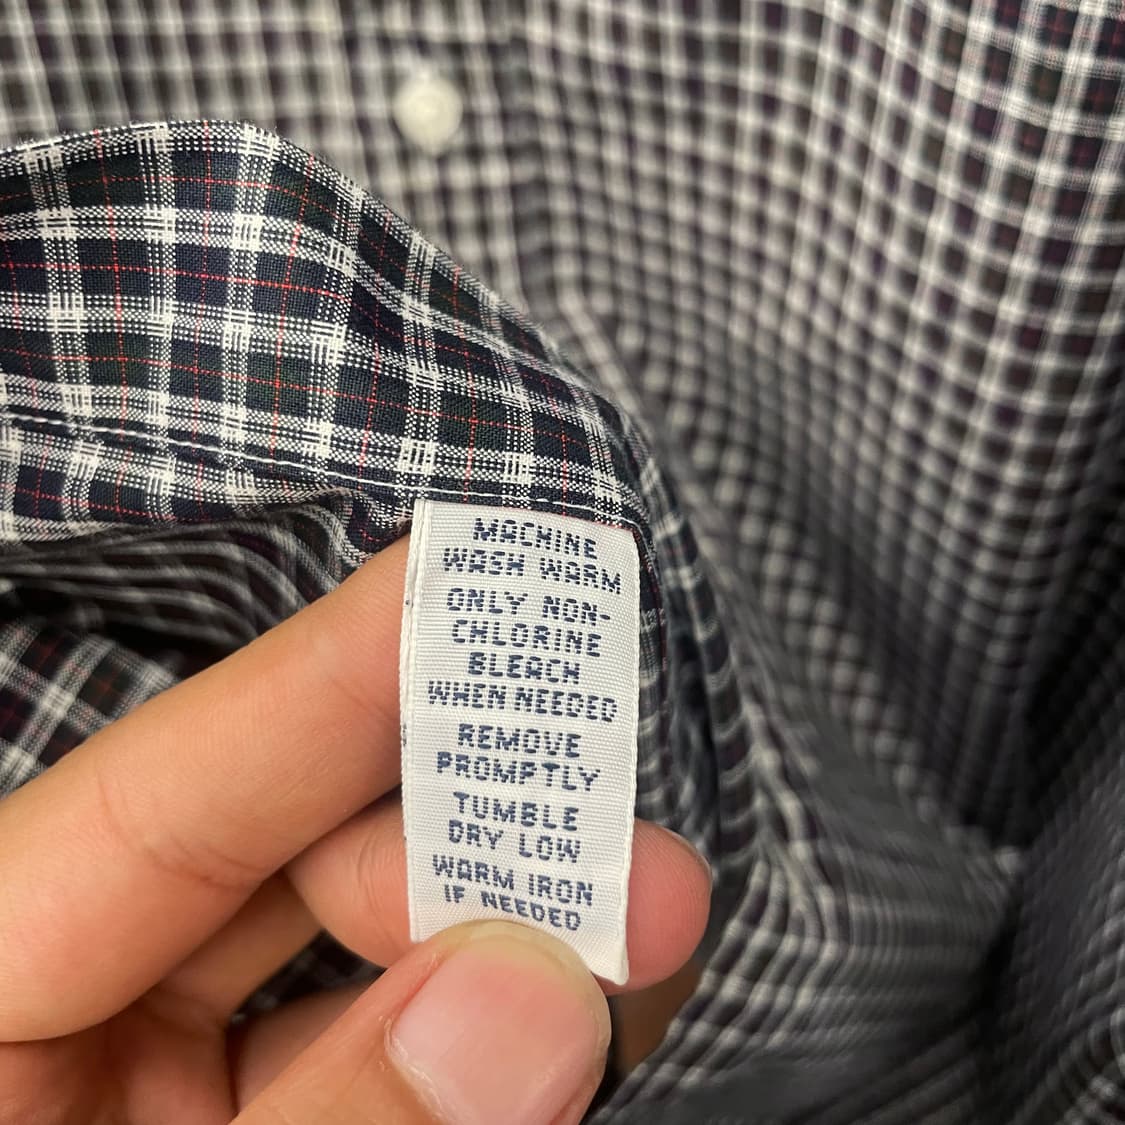 MACHINE
WASH WARM
ONLY NON-
CHLORINE
BLEACH
WHEN NEEDED
REMOVE
PROMPTLY
TUMBLE
DRY LOW
WARM IRON
IF NEEDED